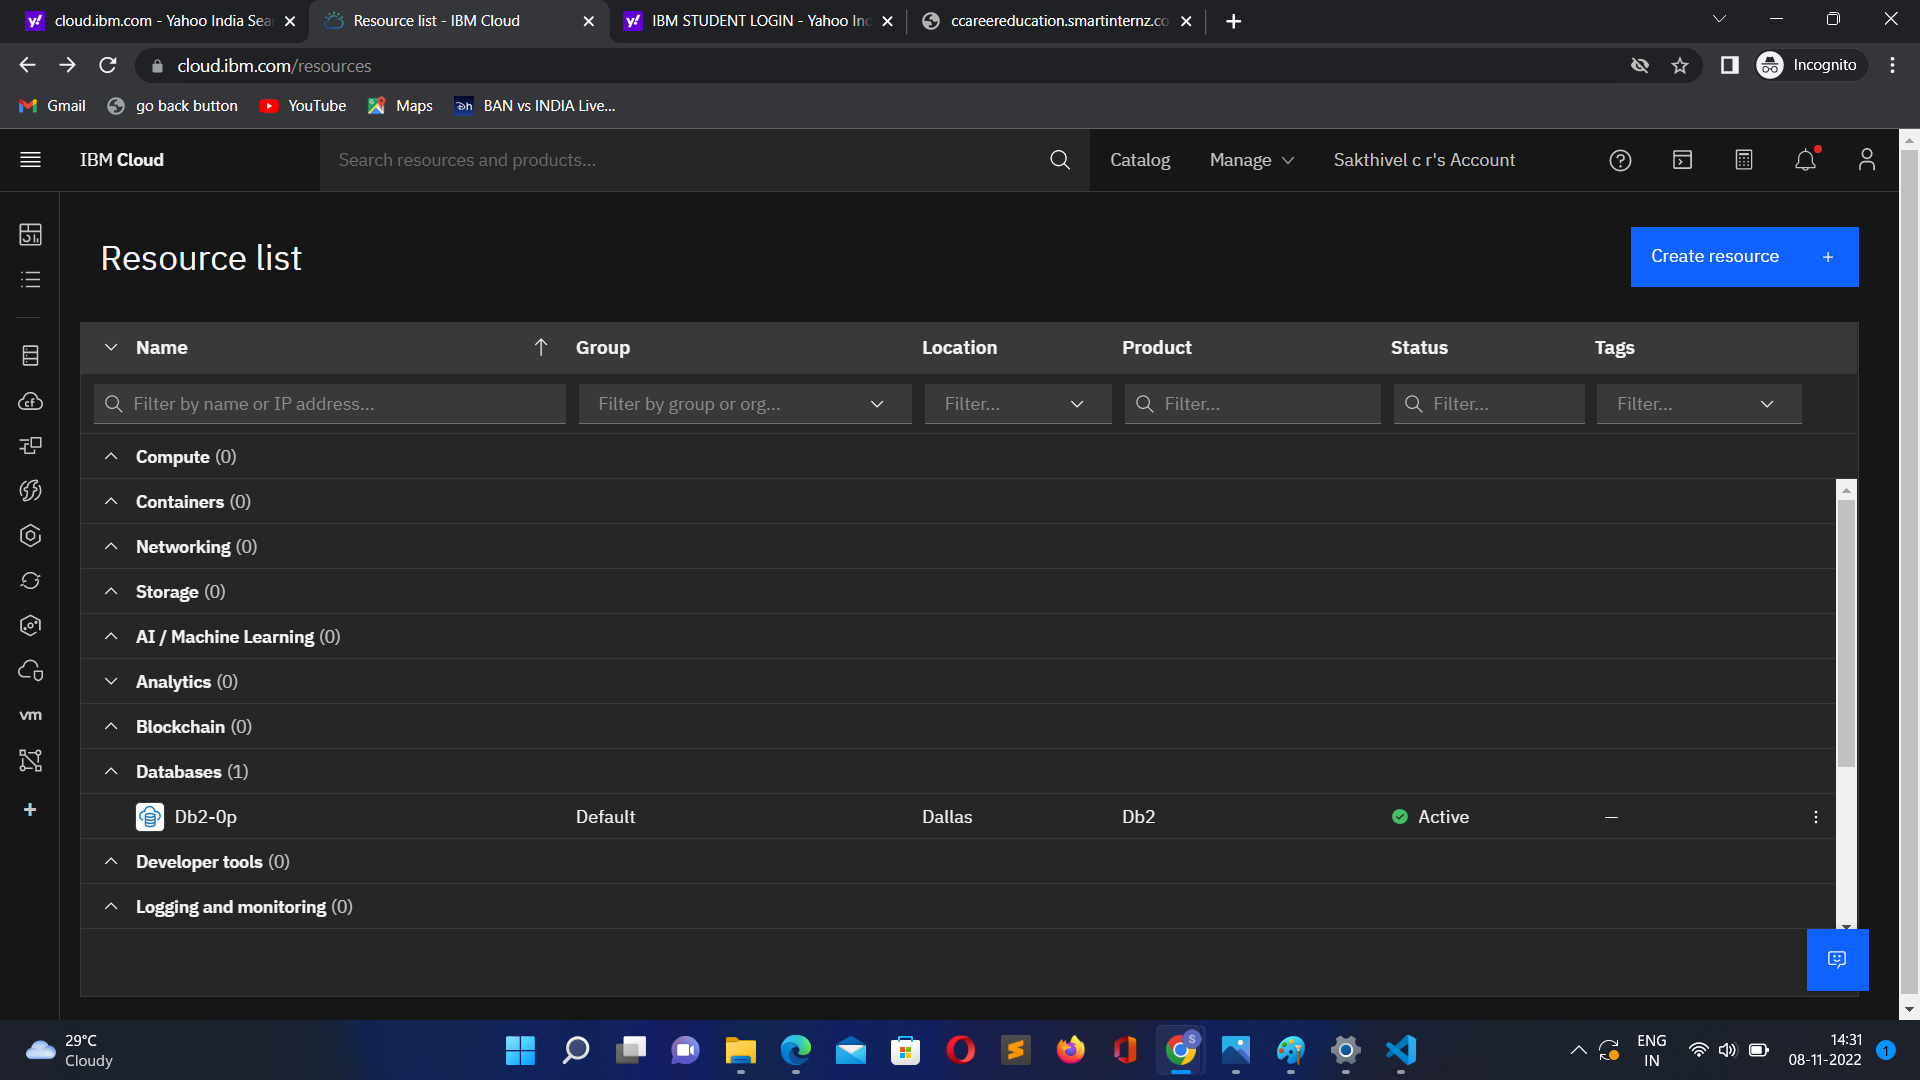 cloud.ibm.com - Yahoo India Sea
Resource list - IBM Cloud
IBM STUDENT LOGIN - Yahoo Inc
ccareereducation.smartinternz.co
cloud.ibm.com/resources
Incognito
Gmail
go back button
YouTube
Maps
BAN vs INDIA Live...
IBM Cloud
Search resources and products...
Catalog
Manage
Sakthivel c r's Account
Resource list
Create resource +
Name
Group
Location
Product
Status
Tags
Filter by name or IP address...
Filter by group or org...
Filter...
Filter...
Filter...
Filter...
Compute (0)
Containers (0)
Networking (0)
Storage (0)
AI / Machine Learning (0)
Analytics (0)
vm
Blockchain (0)
Databases (1)
Db2-0p
Default
Dallas
Db2
Active
—
Developer tools (0)
Logging and monitoring (0)
29°C
Cloudy
S
ENG
IN
14:31
08-11-2022
1